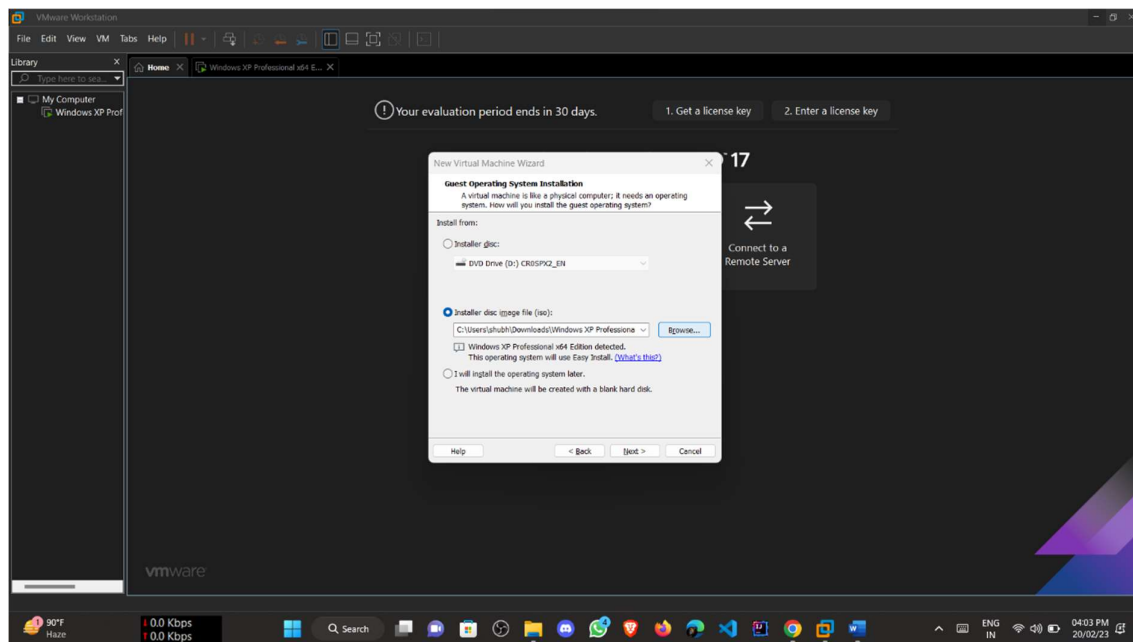 VMware Workstation
File Edit View VM Tabs Help
Library
Type here to sea...
My Computer
Windows XP Prof
Home
Windows XP Professional x64 E...
Your evaluation period ends in 30 days.
1. Get a license key
2. Enter a license key
17
Connect to a
Remote Server
New Virtual Machine Wizard
Guest Operating System Installation
A virtual machine is like a physical computer; it needs an operating
system. How will you install the guest operating system?
Install from:
Installer disc:
DVD Drive (D:) CR0SPX2_EN
Installer disc image file (iso):
C:\Users\shubh\Downloads\Windows XP Professiona
Browse...
Windows XP Professional x64 Edition detected.
This operating system will use Easy Install. (What's this?)
I will install the operating system later.
The virtual machine will be created with a blank hard disk.
Help
< Back
Next >
Cancel
vmware
1
90°F
Haze
0.0 Kbps
0.0 Kbps
Search
4
ENG
IN
04:03 PM
20/02/23